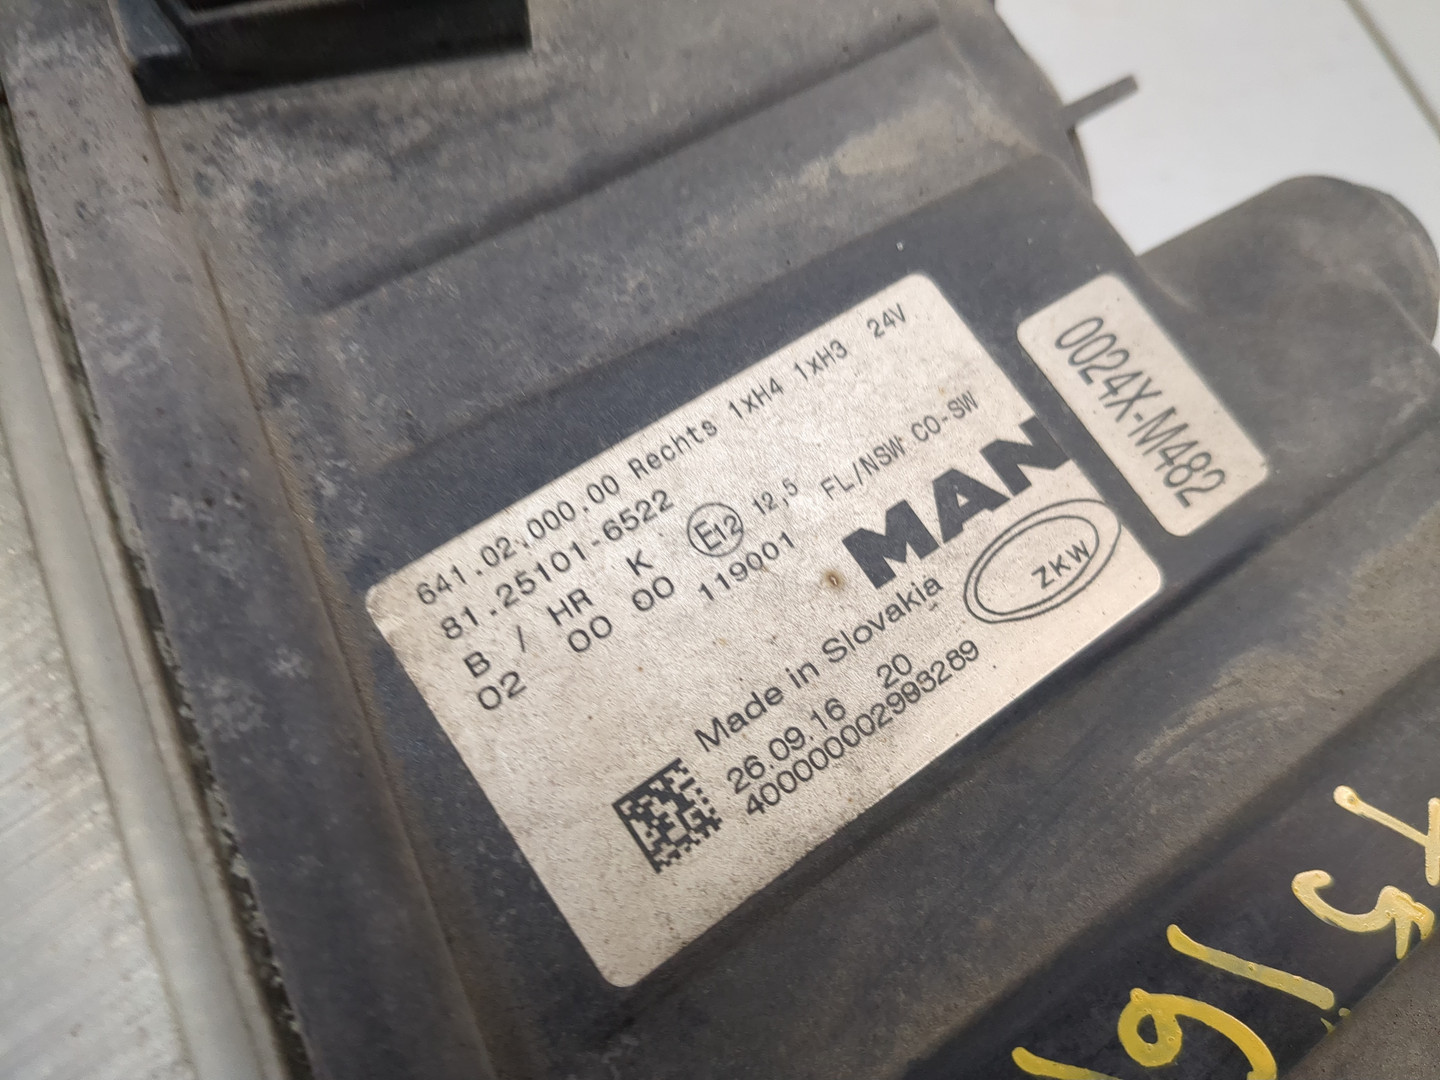 641.02.000.00 Rechts 1xH4 1xH3 24V
81.25101-6522
B / HR K E12 12,5 FL/NSW CO-SW
02 00 00 119001
MAN
ZKW
Made in Slovakia
26.09.16 20
0024X-M482